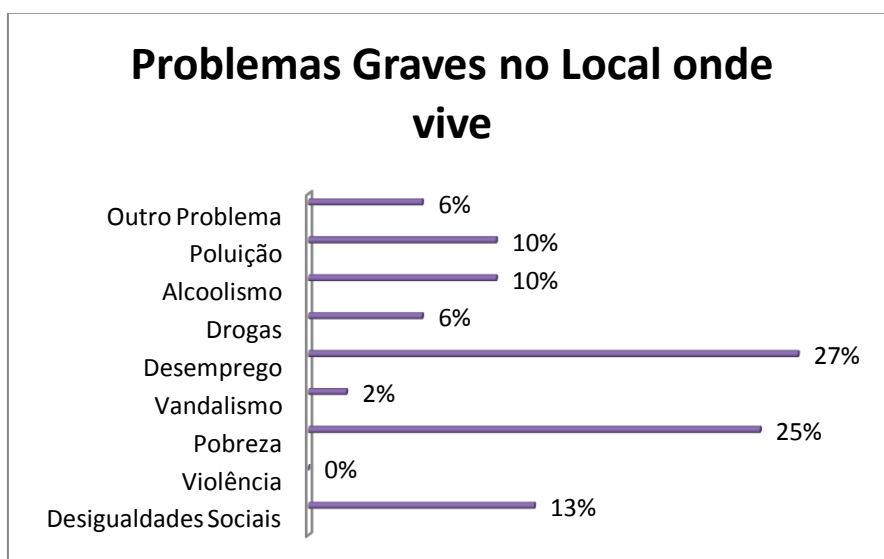 Problemas Graves no Local onde
vive
Outro Problema 6%
Poluição 10%
Alcoolismo 10%
Drogas 6%
Desemprego 27%
Vandalismo 2%
Pobreza 25%
Violência 0%
Desigualdades Sociais 13%